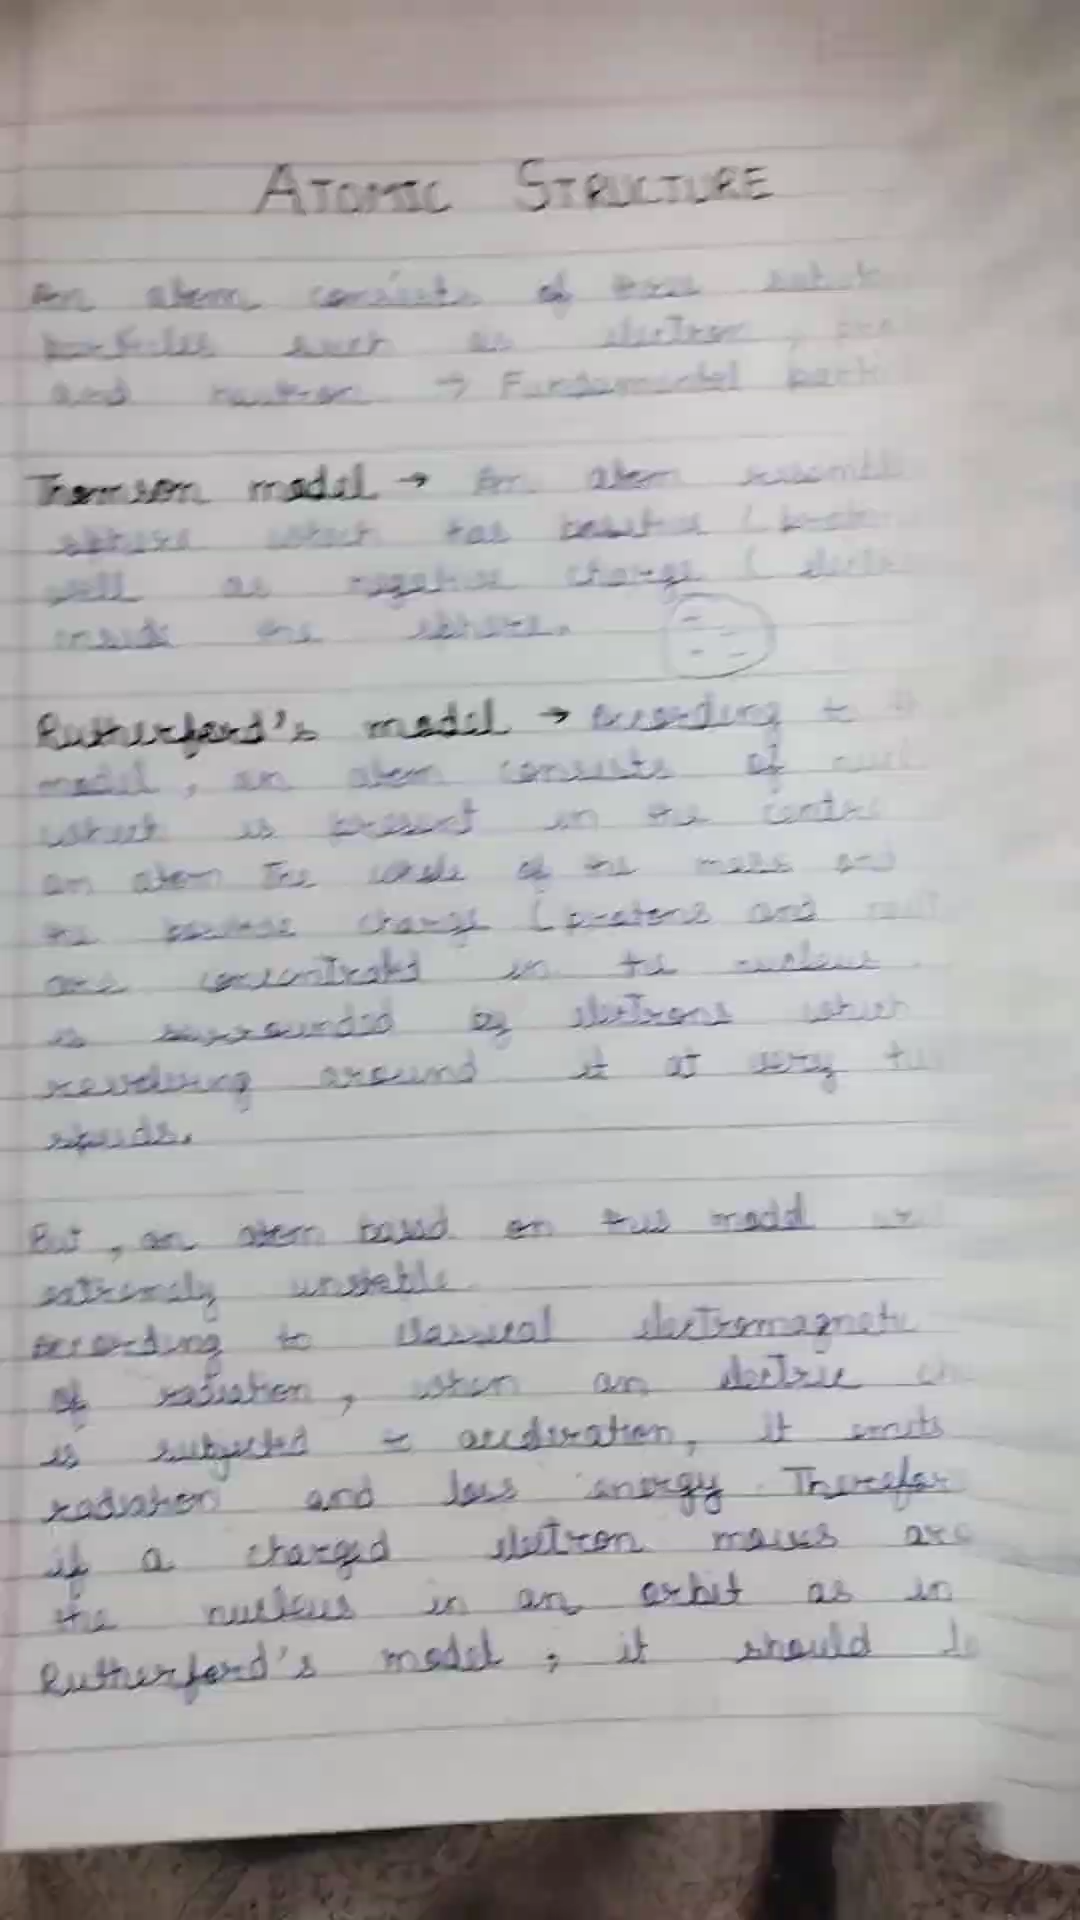 ATOMIC STRUCTURE
An atom consists of
particles such as electron,
and neutron → Fundamental
Thomson model → An atom
sphere which has positive
well as negative charge (
inside the sphere.
Rutherford's model → According to
model, an atom consists of
which is present in the centre
an atom The whole of the mass and
the positive charge (protons and
are concentrated in the nucleus.
is surrounded by electrons which
revolving around it at very
speeds.
But, an atom based on this model
extremely unstable
According to classical
of radiation, when an electric
is subjected to acceleration, it emits
radiation and loss energy. Therefor
if a charged electron moves
the nucleus in an orbit as in
Rutherford's model, it should